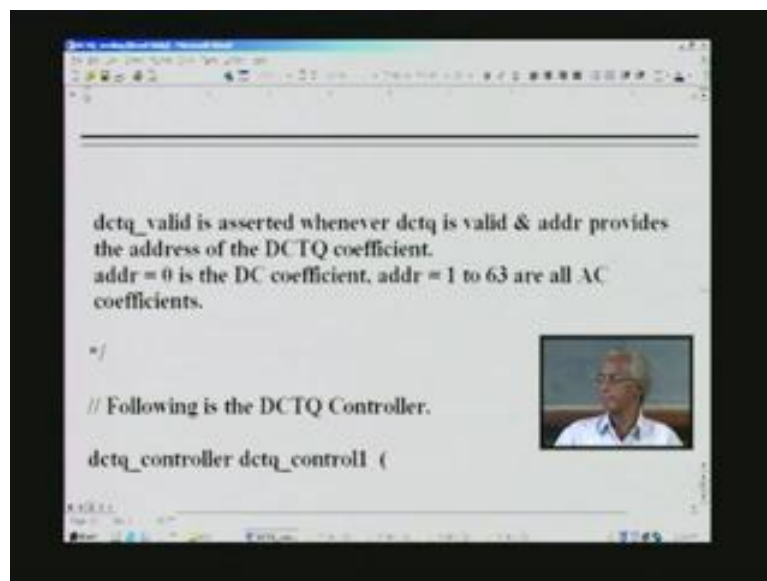 dctq_valid is asserted whenever dctq is valid & addr provides
the address of the DCTQ coefficient.
addr = 0 is the DC coefficient, addr = 1 to 63 are all AC
coefficients.
*/
// Following is the DCTQ Controller.
dctq_controller dctq_control1 (